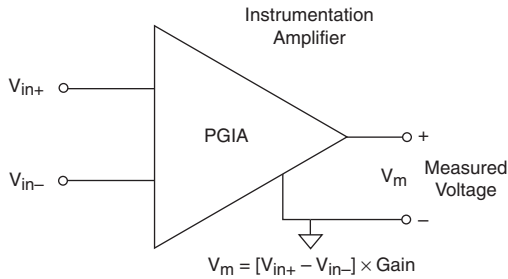 Instrumentation
Amplifier
Vin+
PGIA
+
Vm
Measured
Voltage
Vin–
–
Vm = [Vin+ – Vin–] × Gain